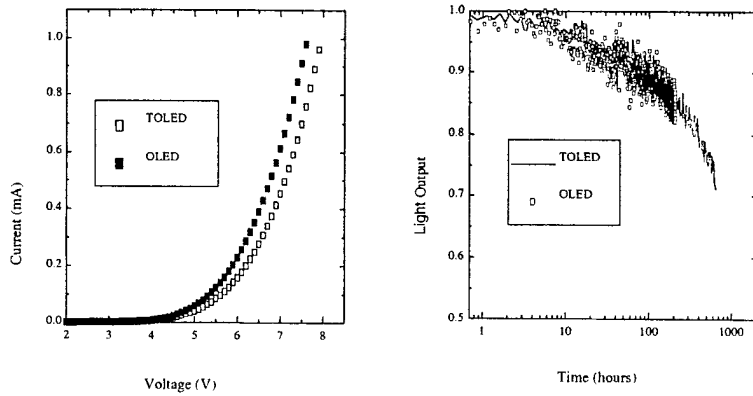 1.0
0.8
0.6
0.4
0.2
0.0
Current (mA)
TOLED
OLED
2 3 4 5 6 7 8
Voltage (V)
1.0
0.9
0.8
0.7
0.6
0.5
Light Output
TOLED
OLED
1 10 100 1000
Time (hours)